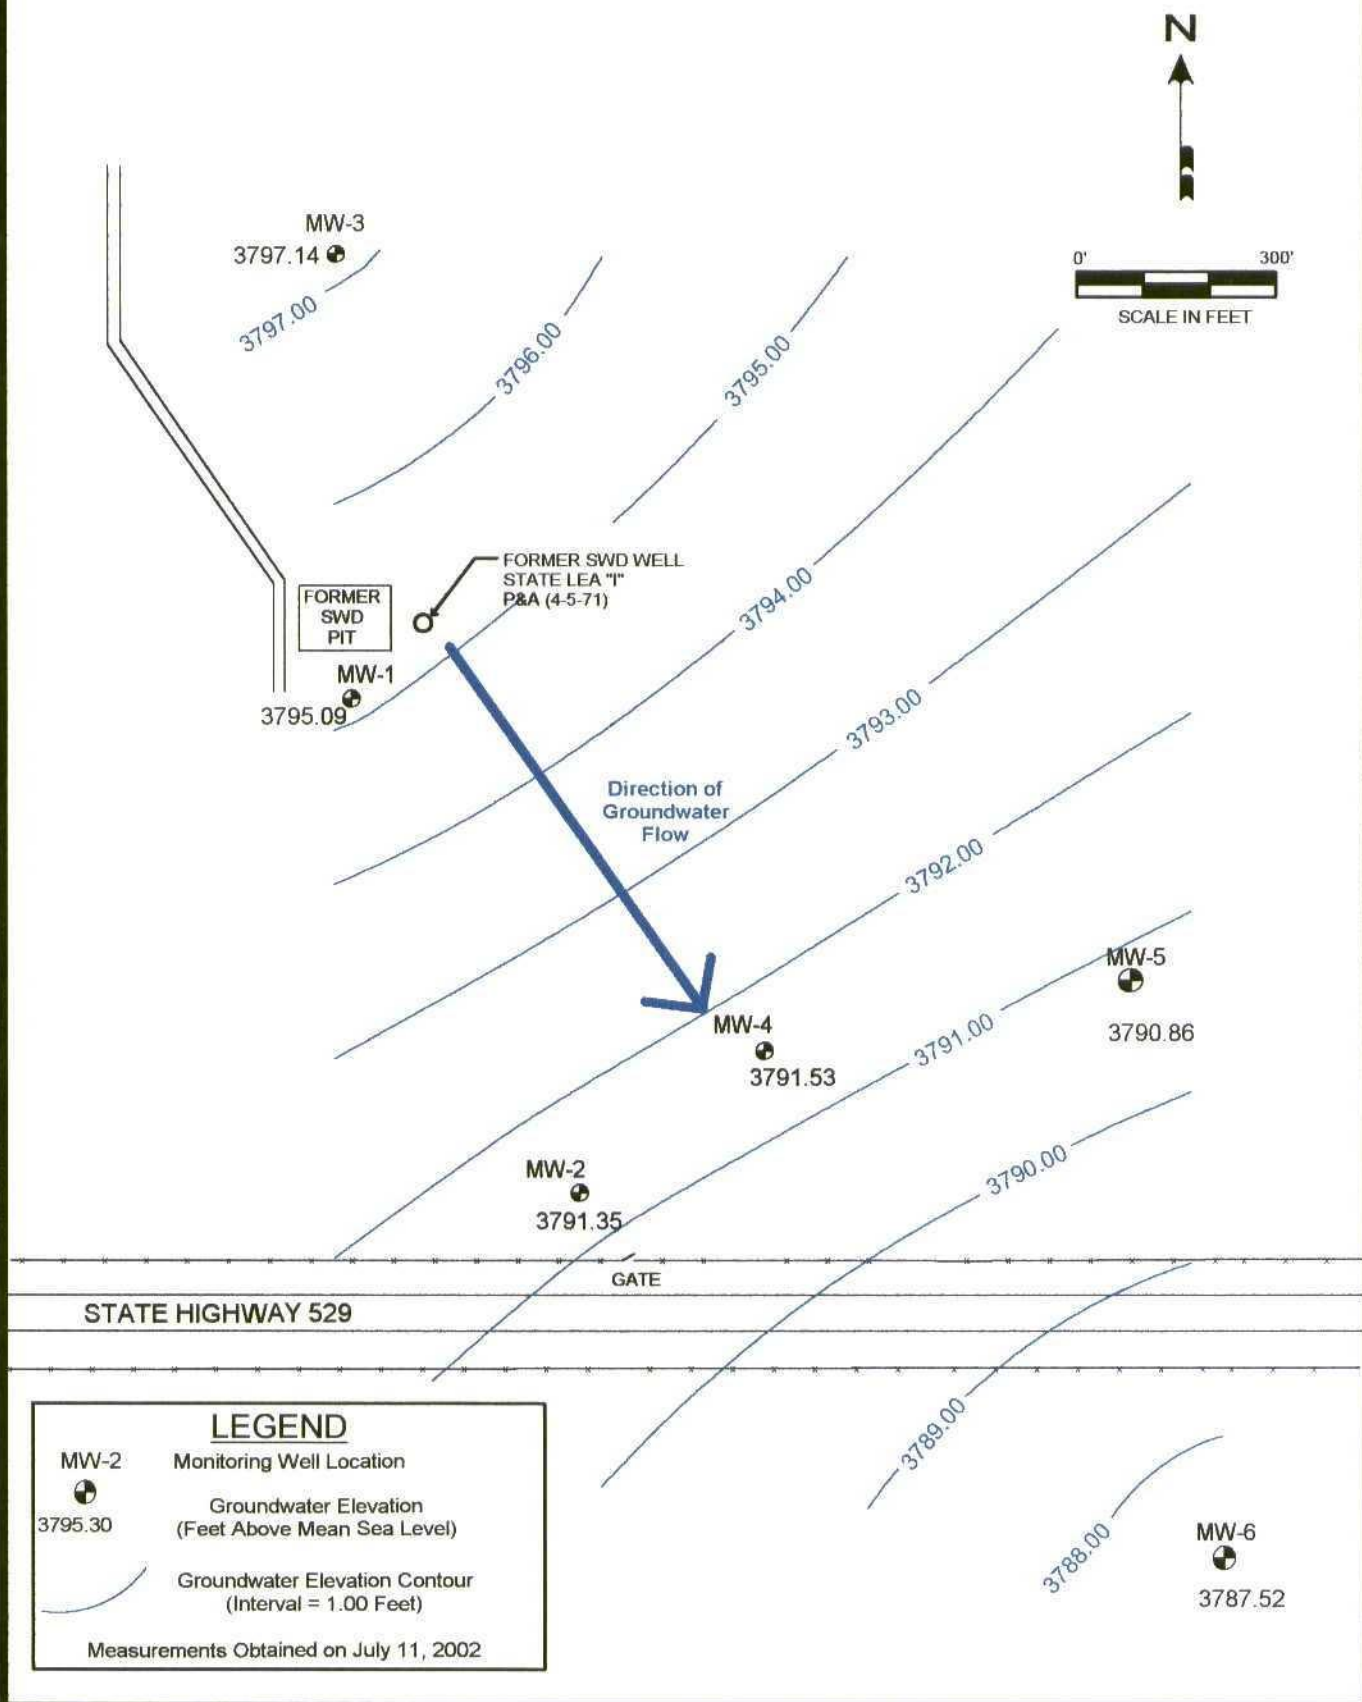 N
MW-3
3797.14
0' 300'
SCALE IN FEET
3797.00
3796.00
3795.00
FORMER SWD WELL
STATE LEA "I"
P&A (4-5-71)
FORMER
SWD
PIT
3794.00
MW-1
3795.09
3793.00
Direction of
Groundwater
Flow
3792.00
MW-5
3790.86
MW-4
3791.53
3791.00
MW-2
3791.35
3790.00
GATE
STATE HIGHWAY 529
3789.00
3788.00
MW-6
3787.52
LEGEND
MW-2 Monitoring Well Location
3795.30
Groundwater Elevation
(Feet Above Mean Sea Level)
Groundwater Elevation Contour
(Interval = 1.00 Feet)
Measurements Obtained on July 11, 2002